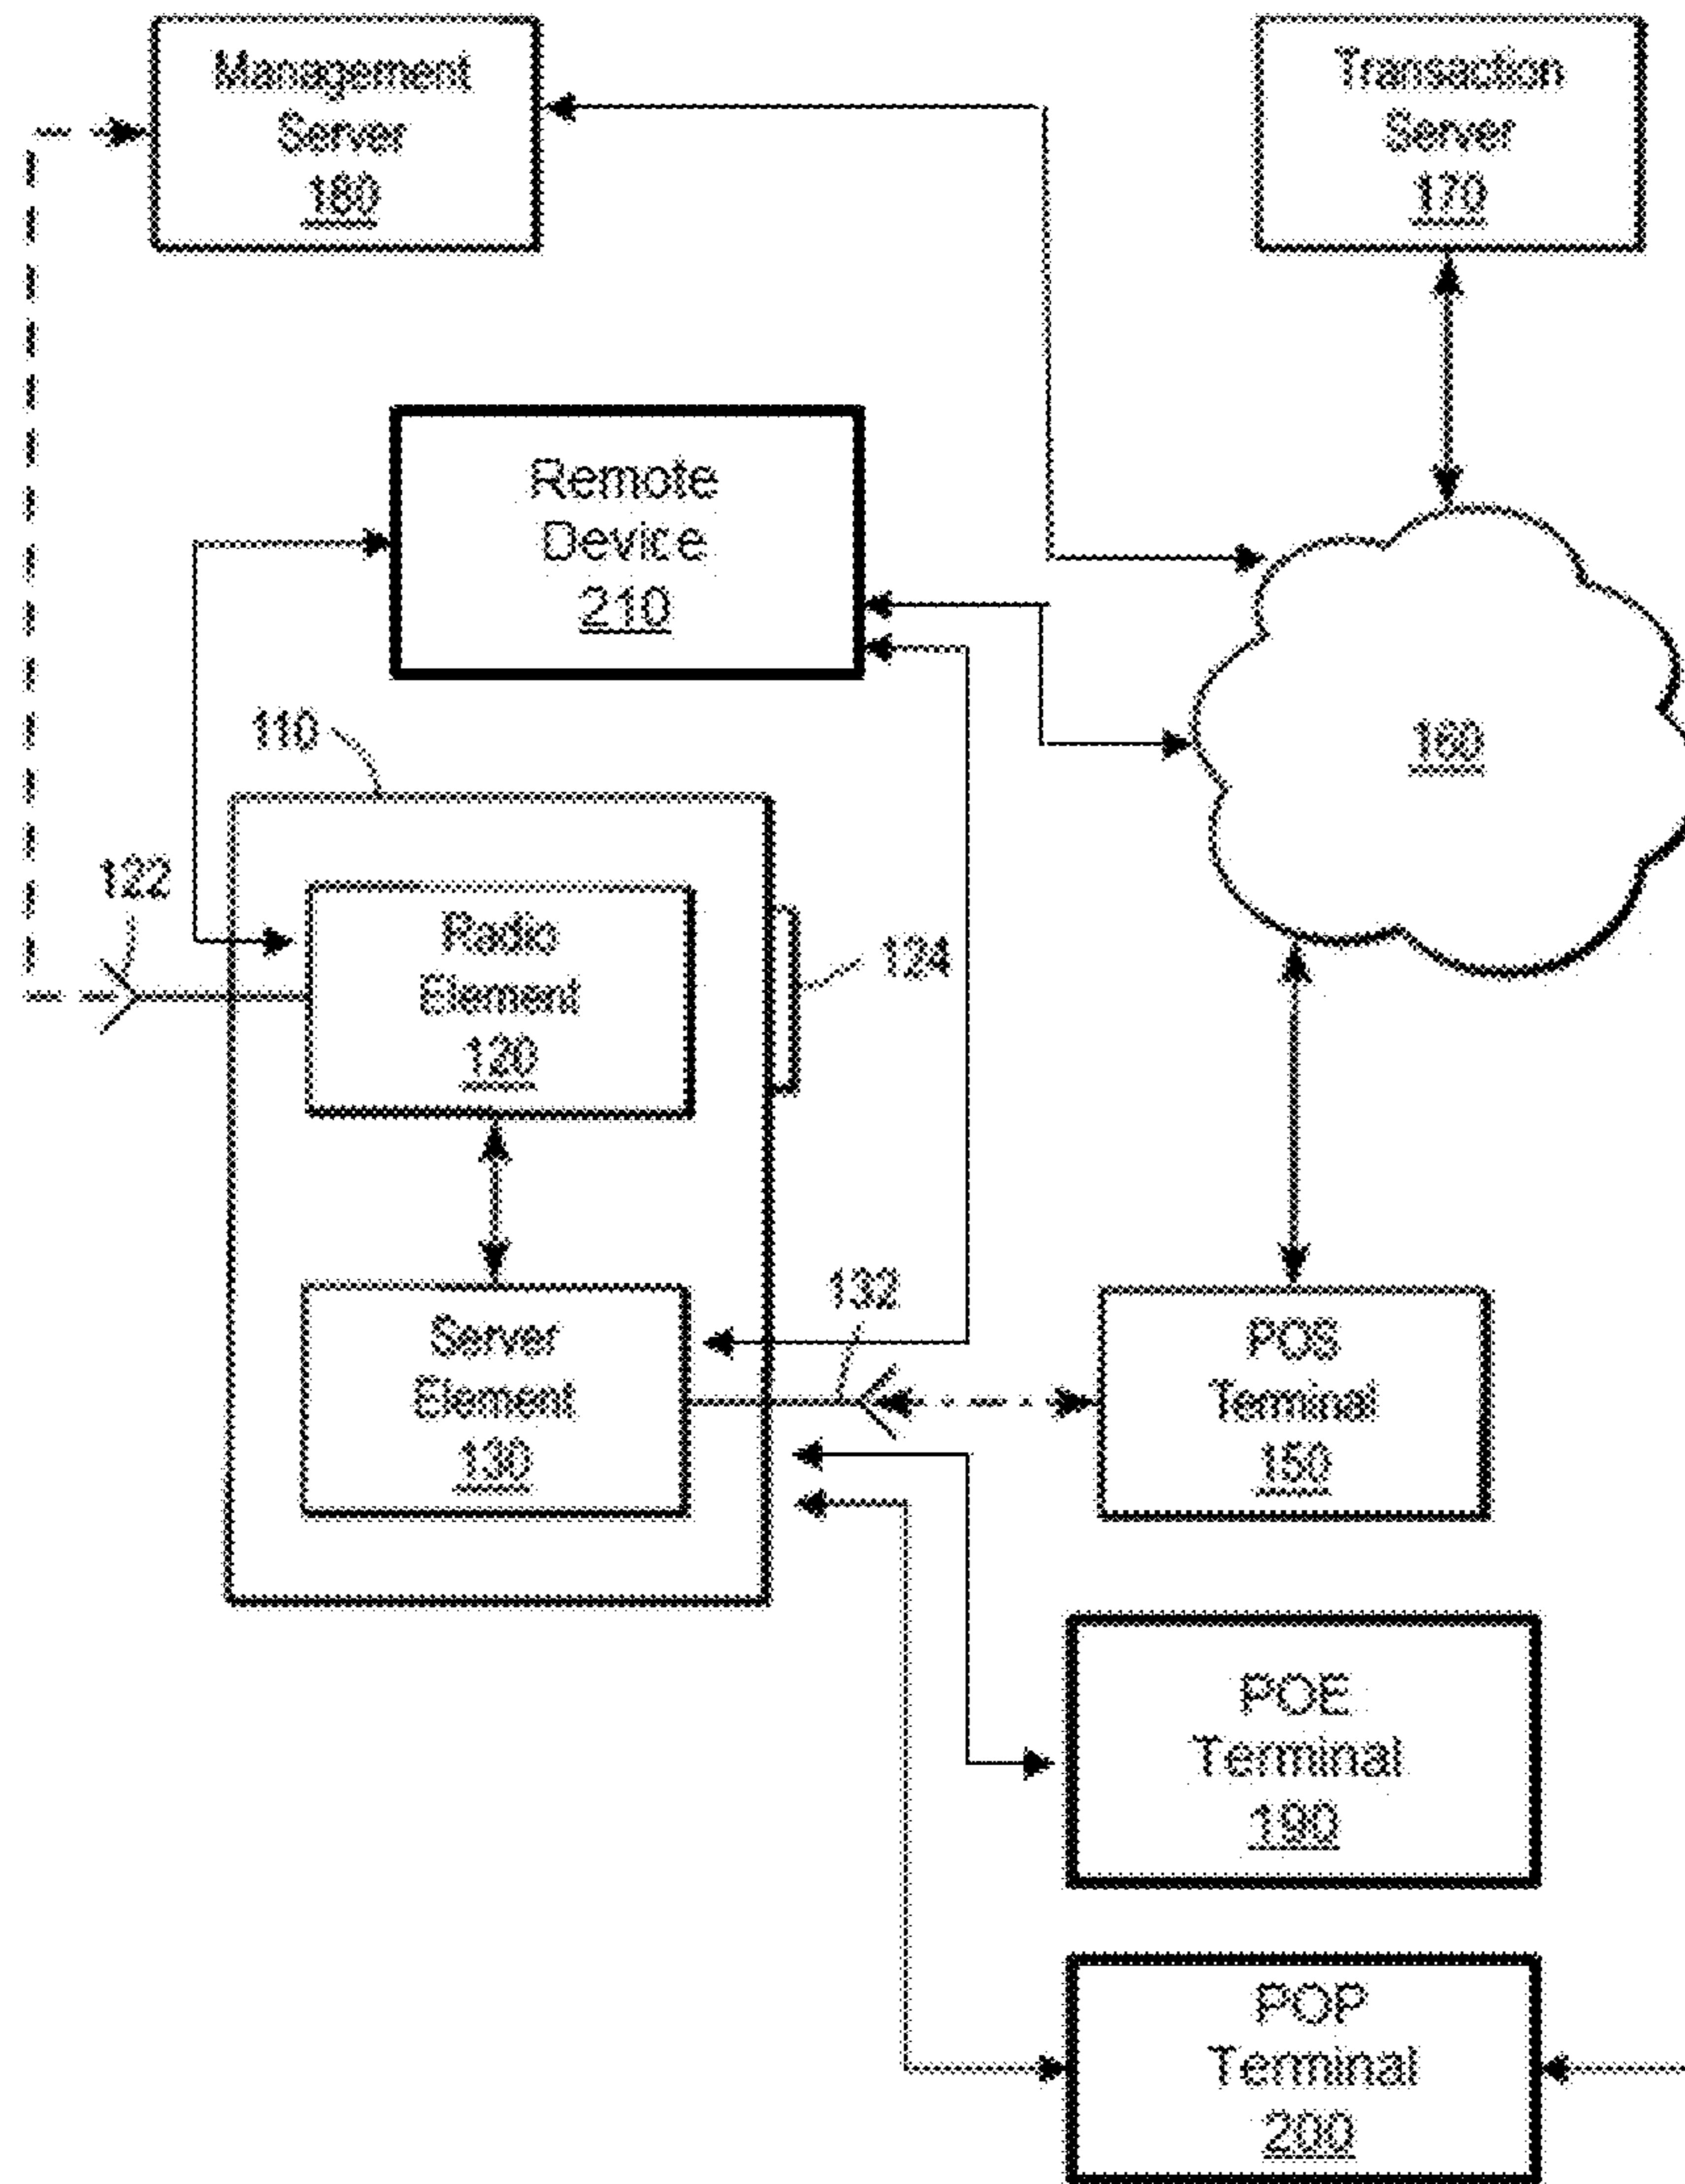 Management
Server
180
Transaction
Server
170
Remote
Device
210
160
110
122
Radio
Element
120
124
Server
Element
130
132
POS
Terminal
150
POE
Terminal
190
POP
Terminal
200